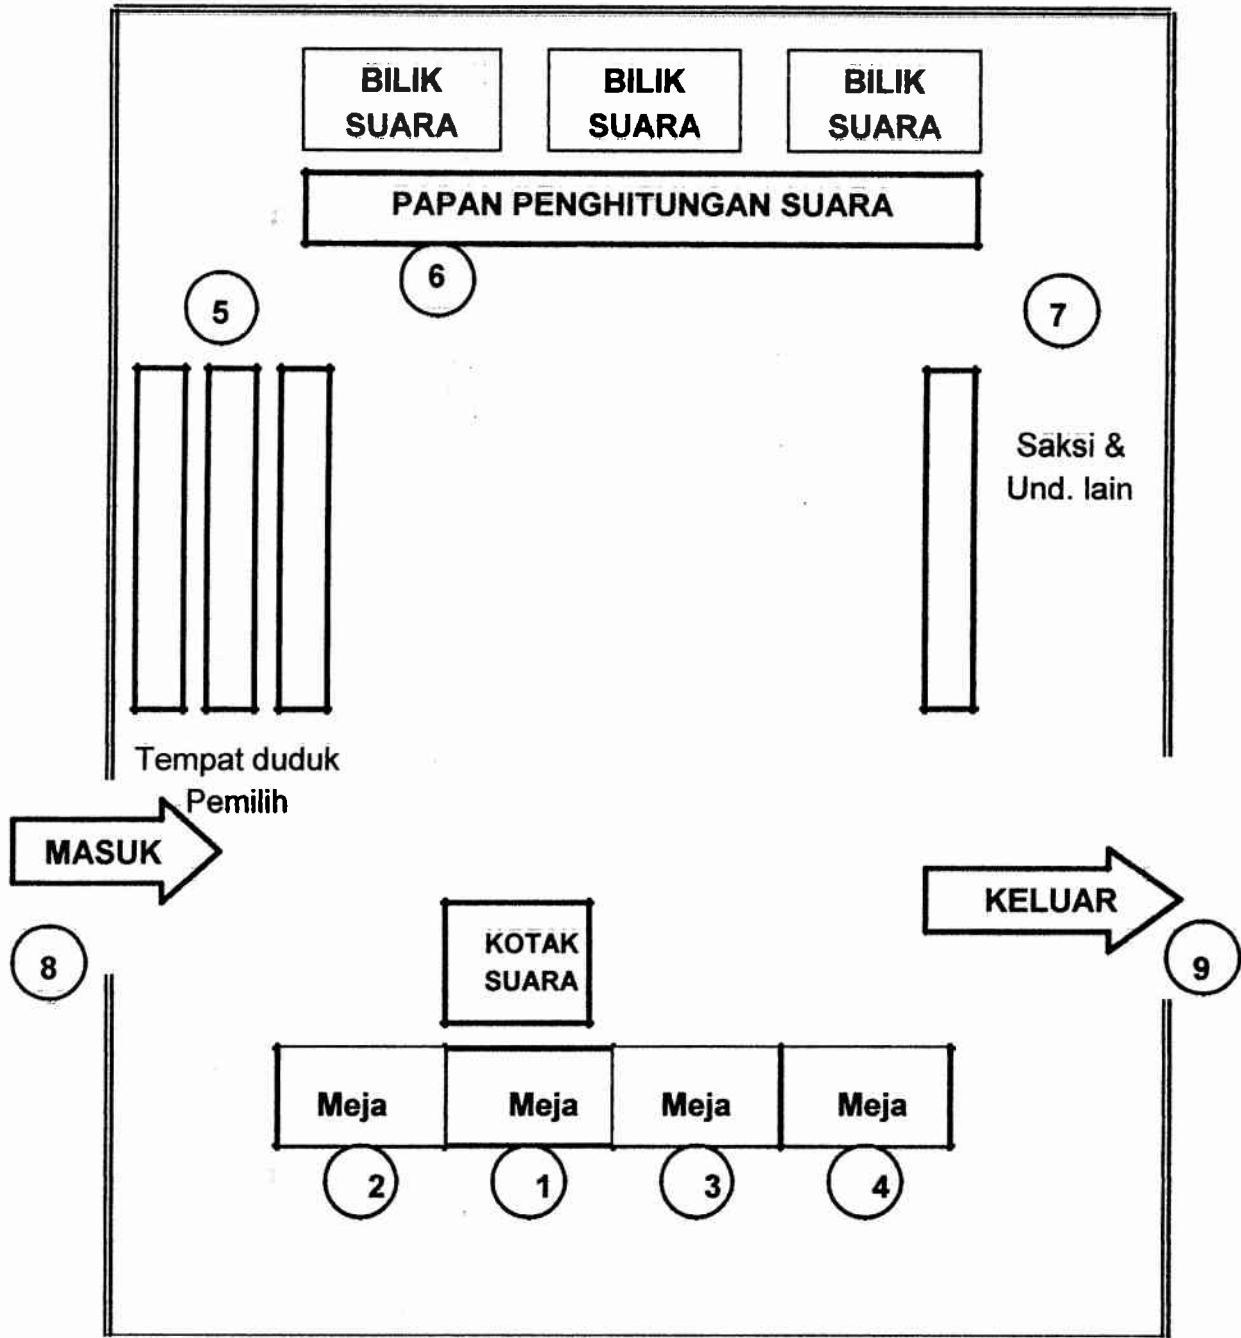 BILIK
SUARA
BILIK
SUARA
BILIK
SUARA
PAPAN PENGHITUNGAN SUARA
5
6
7
Saksi &
Und. lain
Tempat duduk
Pemilih
MASUK
KELUAR
8
KOTAK
SUARA
9
Meja
Meja
Meja
Meja
2
1
3
4